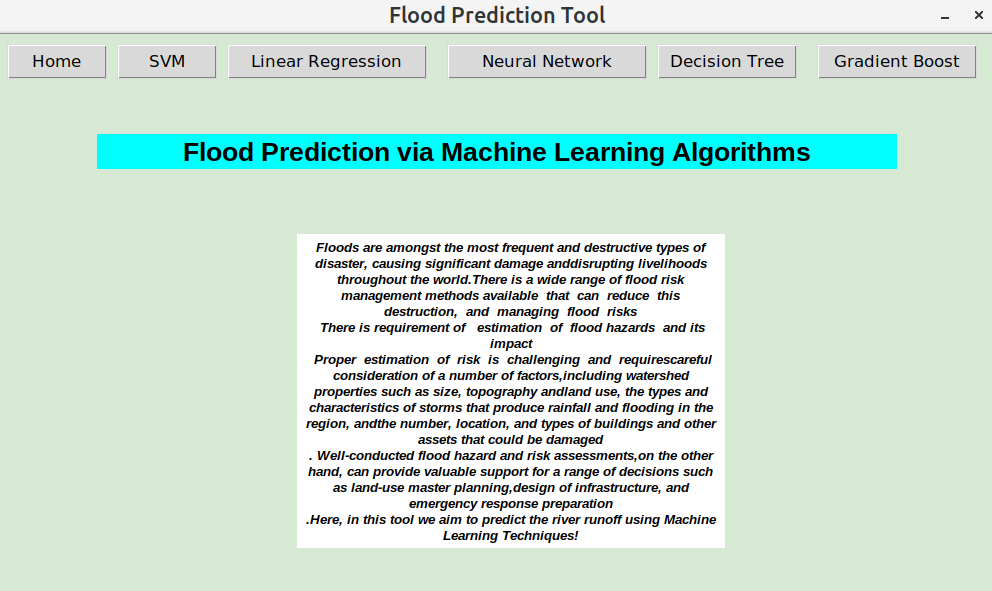 Flood Prediction Tool
Home SVM Linear Regression Neural Network Decision Tree Gradient Boost
Flood Prediction via Machine Learning Algorithms
Floods are amongst the most frequent and destructive types of
disaster, causing significant damage anddisrupting livelihoods
throughout the world.There is a wide range of flood risk
management methods available that can reduce this
destruction, and managing flood risks
There is requirement of estimation of flood hazards and its
impact
Proper estimation of risk is challenging and requirescareful
consideration of a number of factors,including watershed
properties such as size, topography andland use, the types and
characteristics of storms that produce rainfall and flooding in the
region, andthe number, location, and types of buildings and other
assets that could be damaged
. Well-conducted flood hazard and risk assessments,on the other
hand, can provide valuable support for a range of decisions such
as land-use master planning,design of infrastructure, and
emergency response preparation
.Here, in this tool we aim to predict the river runoff using Machine
Learning Techniques!